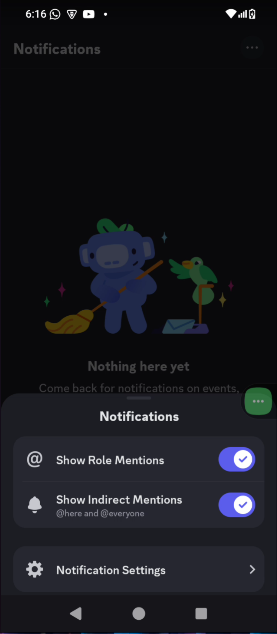 6:16
Notifications
Nothing here yet
Come back for notifications on events,
Notifications
@ Show Role Mentions
Show Indirect Mentions
@here and @everyone
Notification Settings